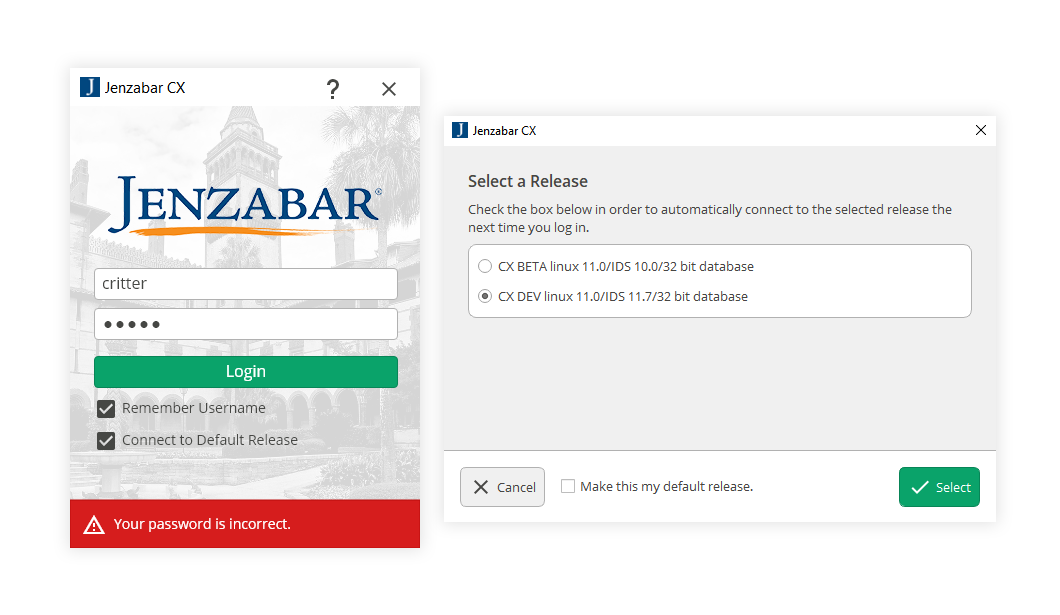 J Jenzabar CX ?
JENZABAR®
critter
Login
Remember Username
Connect to Default Release
Your password is incorrect.
J Jenzabar CX
Select a Release
Check the box below in order to automatically connect to the selected release the
next time you log in.
CX BETA linux 11.0/IDS 10.0/32 bit database
CX DEV linux 11.0/IDS 11.7/32 bit database
Cancel
Make this my default release.
Select